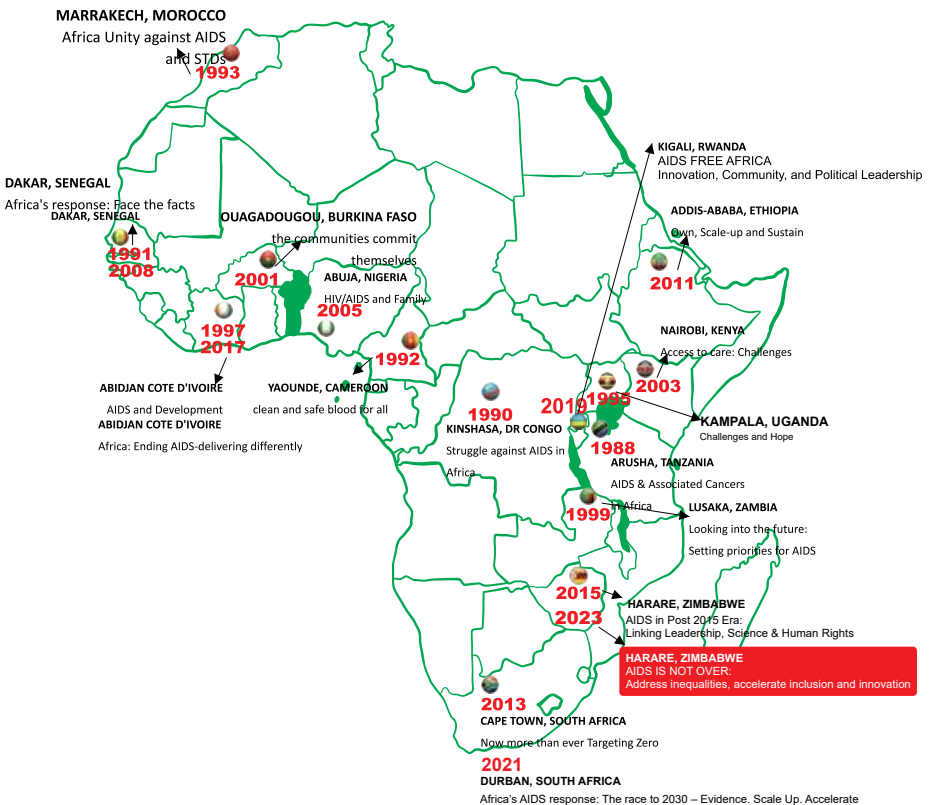 MARRAKECH, MOROCCO
Africa Unity against AIDS
and STDs
1993
KIGALI, RWANDA
AIDS FREE AFRICA
Innovation, Community, and Political Leadership
DAKAR, SENEGAL
Africa's response: Face the facts
DAKAR, SENEGAL
1991
2008
OUAGADOUGOU, BURKINA FASO
the communities commit
themselves
2001
ADDIS-ABABA, ETHIOPIA
Own, Scale-up and Sustain
2011
ABUJA, NIGERIA
HIV/AIDS and Family
2005
1997
2017
1992
NAIROBI, KENYA
Access to care: Challenges
2003
ABIDJAN COTE D'IVOIRE
AIDS and Development
ABIDJAN COTE D'IVOIRE
Africa: Ending AIDS-delivering differently
YAOUNDE, CAMEROON
clean and safe blood for all
1990
KINSHASA, DR CONGO
Struggle against AIDS in
Africa
2019
1995
KAMPALA, UGANDA
Challenges and Hope
1988
ARUSHA, TANZANIA
AIDS & Associated Cancers
in Africa
1999
LUSAKA, ZAMBIA
Looking into the future:
Setting priorities for AIDS
2015
2023
HARARE, ZIMBABWE
AIDS in Post 2015 Era:
Linking Leadership, Science & Human Rights
HARARE, ZIMBABWE
AIDS IS NOT OVER:
Address inequalities, accelerate inclusion and innovation
2013
CAPE TOWN, SOUTH AFRICA
Now more than ever Targeting Zero
2021
DURBAN, SOUTH AFRICA
Africa's AIDS response: The race to 2030 – Evidence. Scale Up. Accelerate